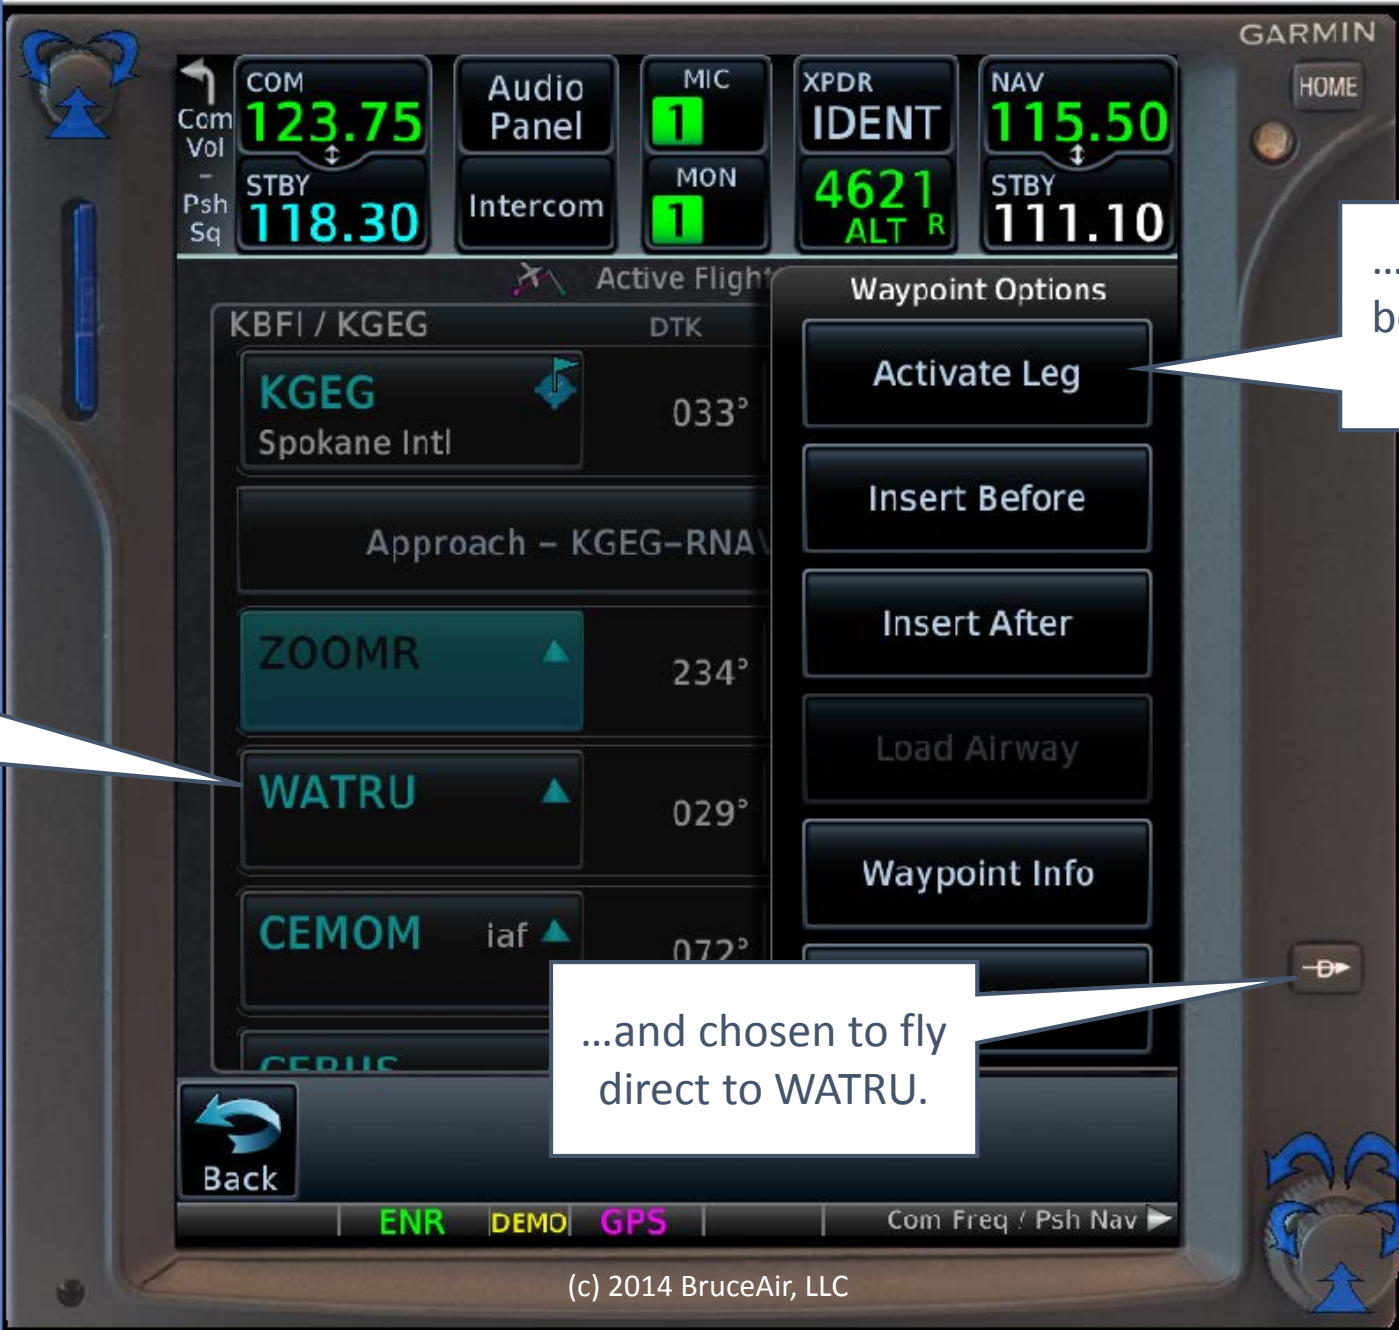 GARMIN
HOME
Com
Vol
-
Psh
Sq
COM
123.75
STBY
118.30
Audio
Panel
Intercom
MIC
1
MON
1
XPDR
IDENT
4621
ALT R
NAV
115.50
STBY
111.10
Active Flight
Waypoint Options
KBFI / KGEG
DTK
KGEG
Spokane Intl
033°
Activate Leg
Insert Before
Approach – KGEG–RNAV
Insert After
ZOOMR
234°
Load Airway
WATRU
029°
Waypoint Info
CEMOM iaf
072°
D
...and chosen to fly
direct to WATRU.
Back
ENR DEMO GPS Com Freq / Psh Nav
(c) 2014 BruceAir, LLC